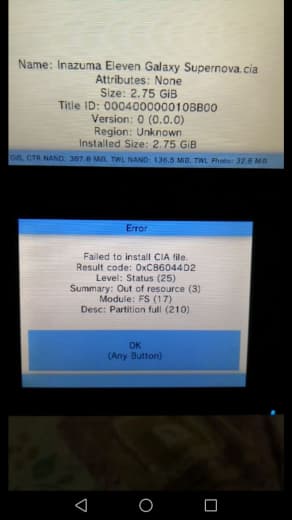 Name: Inazuma Eleven Galaxy Supernova.cia
Attributes: None
Size: 2.75 GiB
Title ID: 000400000010BB00
Version: 0 (0.0.0)
Region: Unknown
Installed Size: 2.75 GiB
GiB, CTR NAND: 307.6 MiB, TWL NAND: 136.5 MiB, TWL Photo: 32.6 MiB
Error
Failed to install CIA file.
Result code: 0xC86044D2
Level: Status (25)
Summary: Out of resource (3)
Module: FS (17)
Desc: Partition full (210)
OK
(Any Button)